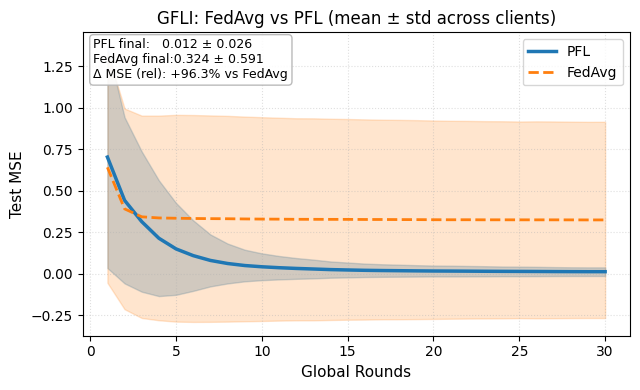 GFLI: FedAvg vs PFL (mean ± std across clients)
PFL final:   0.012 ± 0.026
FedAvg final:0.324 ± 0.591
Δ MSE (rel): +96.3% vs FedAvg
PFL
FedAvg
Test MSE
1.25
1.00
0.75
0.50
0.25
0.00
−0.25
0 5 10 15 20 25 30
Global Rounds